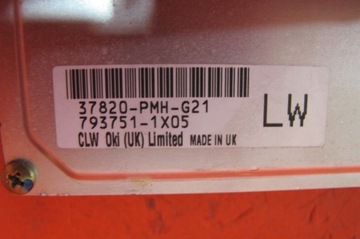 37820-PMH-G21
793751-1X05
CLW Oki (UK) Limited MADE IN UK
LW